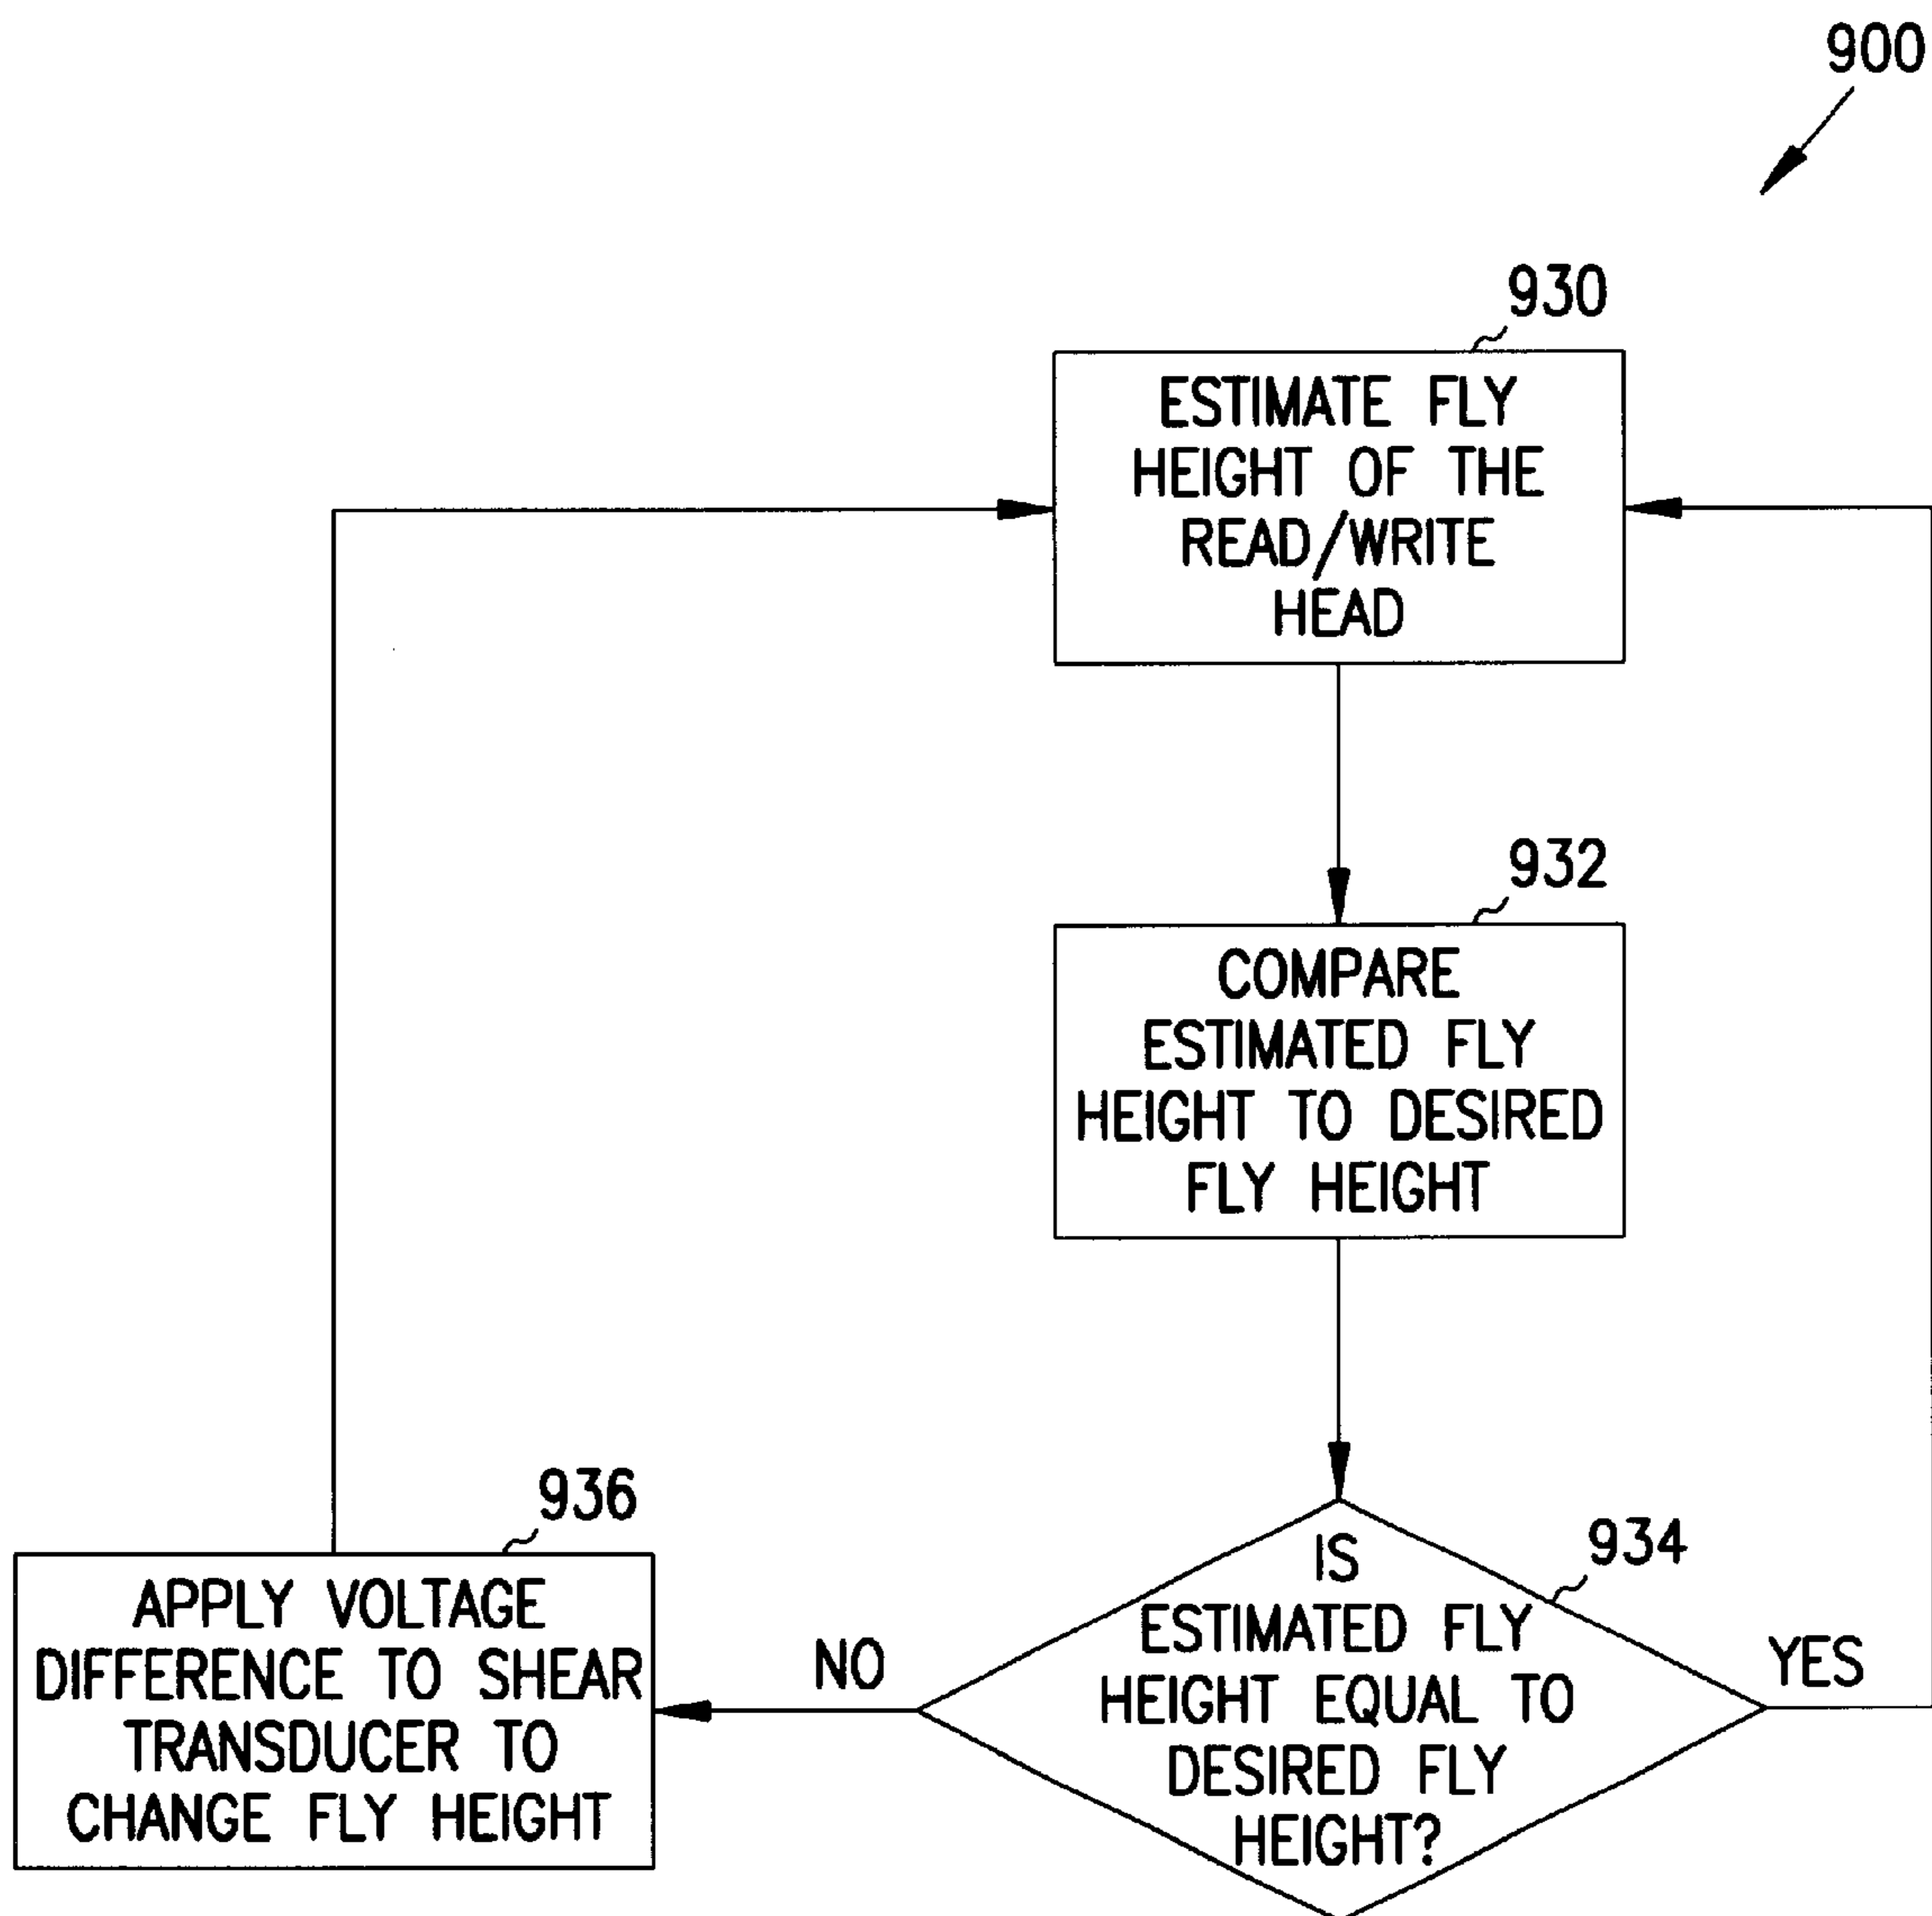 900
930
ESTIMATE FLY
HEIGHT OF THE
READ/WRITE
HEAD
932
COMPARE
ESTIMATED FLY
HEIGHT TO DESIRED
FLY HEIGHT
934
IS
ESTIMATED FLY
HEIGHT EQUAL TO
DESIRED FLY
HEIGHT?
YES
NO
936
APPLY VOLTAGE
DIFFERENCE TO SHEAR
TRANSDUCER TO
CHANGE FLY HEIGHT